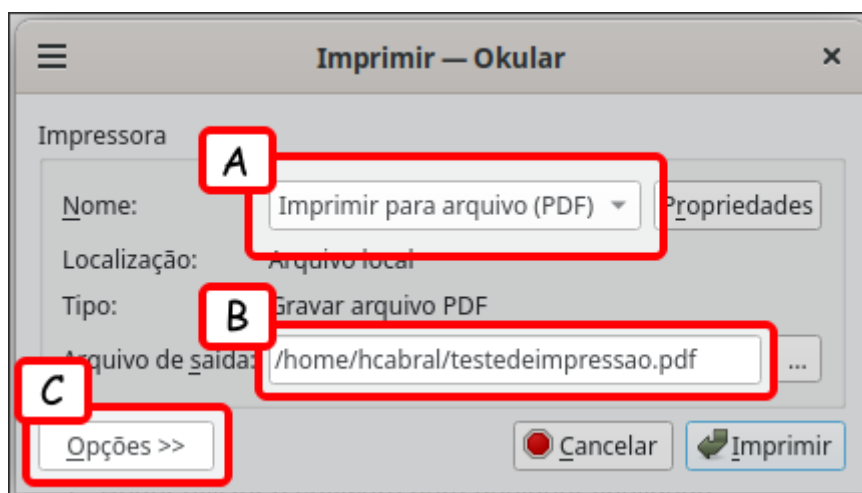 Imprimir — Okular
Impressora
A
Nome: Imprimir para arquivo (PDF) Propriedades
Localização: Arquivo local
Tipo: Gravar arquivo PDF
B
Arquivo de saída: /home/hcabral/testedeimpressao.pdf ...
C
Opções >> Cancelar Imprimir